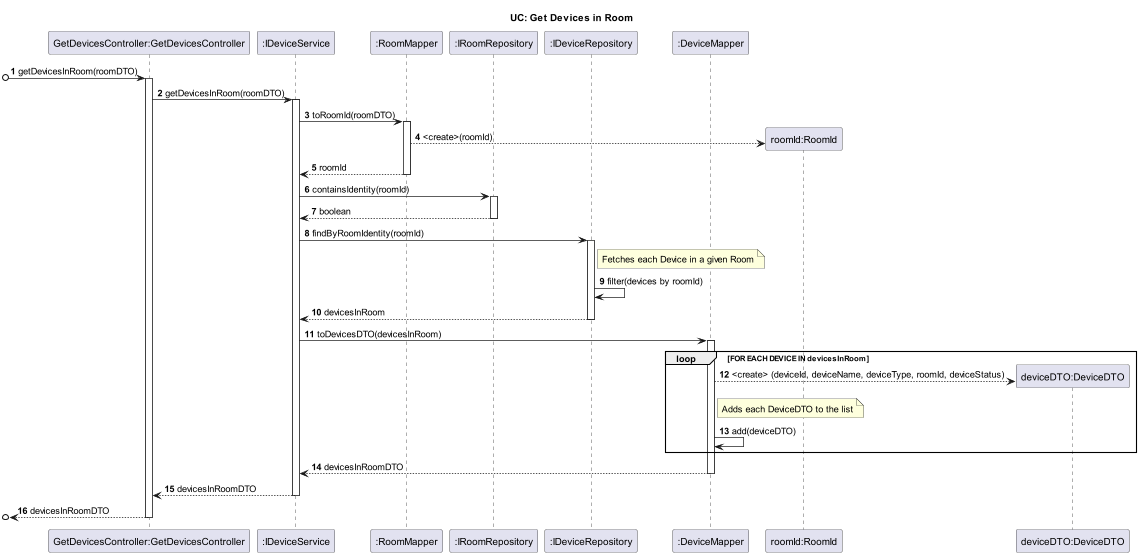 UC: Get Devices in Room
GetDevicesController:GetDevicesController
:IDeviceService
:RoomMapper
:IRoomRepository
:IDeviceRepository
:DeviceMapper
1 getDevicesInRoom(roomDTO)
2 getDevicesInRoom(roomDTO)
3 toRoomId(roomDTO)
4 <create>(roomId)
roomId:RoomId
5 roomId
6 containsIdentity(roomId)
7 boolean
8 findByRoomIdentity(roomId)
Fetches each Device in a given Room
9 filter(devices by roomId)
10 devicesInRoom
11 toDevicesDTO(devicesInRoom)
loop [FOR EACH DEVICE IN devicesInRoom]
12 <create> (deviceId, deviceName, deviceType, roomId, deviceStatus)
deviceDTO:DeviceDTO
Adds each DeviceDTO to the list
13 add(deviceDTO)
14 devicesInRoomDTO
15 devicesInRoomDTO
16 devicesInRoomDTO
GetDevicesController:GetDevicesController
:IDeviceService
:RoomMapper
:IRoomRepository
:IDeviceRepository
:DeviceMapper
roomId:RoomId
deviceDTO:DeviceDTO